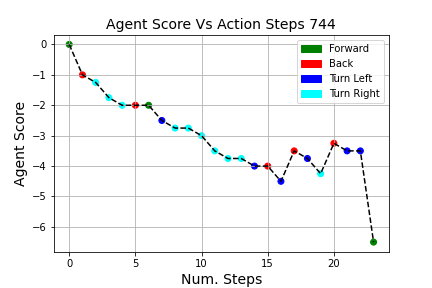 Agent Score Vs Action Steps 744
0
−1
−2
−3
−4
−5
−6
Agent Score
Forward
Back
Turn Left
Turn Right
0 5 10 15 20
Num. Steps